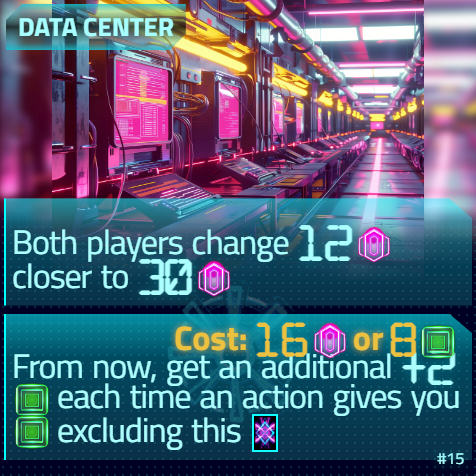 DATA CENTER
Both players change 12
closer to 30
Cost: 16 or 8
From now, get an additional +2
each time an action gives you
excluding this
#15